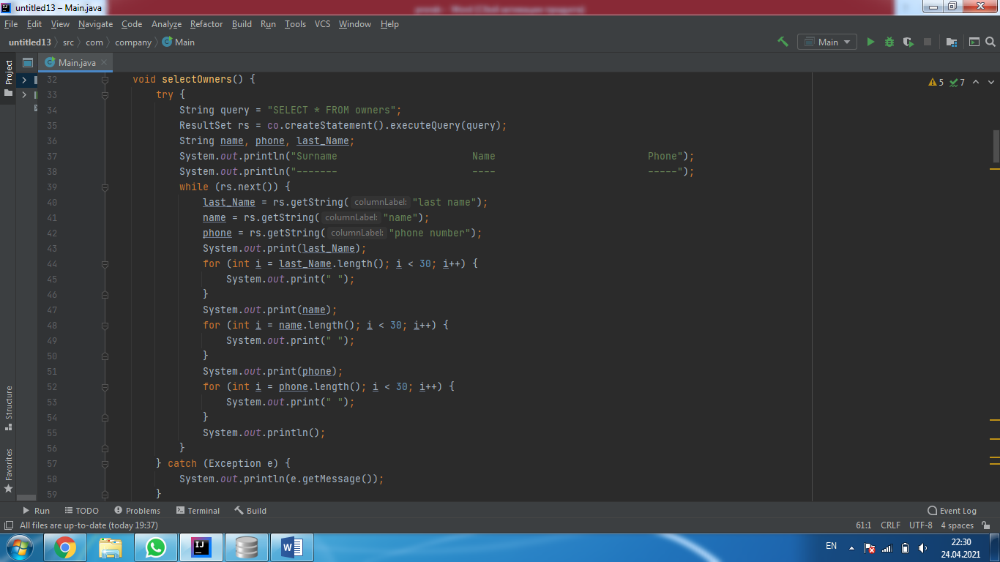 untitled13 – Main.java
File Edit View Navigate Code Analyze Refactor Build Run Tools VCS Window Help
untitled13 src com company Main Main
Project
Main.java
32 void selectOwners() {
33 try {
34 String query = "SELECT * FROM owners";
35 ResultSet rs = co.createStatement().executeQuery(query);
36 String name, phone, last_Name;
37 System.out.println("Surname                       Name                          Phone");
38 System.out.println("-------                       ----                          -----");
39 while (rs.next()) {
40 last_Name = rs.getString( columnLabel: "last name");
41 name = rs.getString( columnLabel: "name");
42 phone = rs.getString( columnLabel: "phone number");
43 System.out.print(last_Name);
44 for (int i = last_Name.length(); i < 30; i++) {
45 System.out.print(" ");
46 }
47 System.out.print(name);
48 for (int i = name.length(); i < 30; i++) {
49 System.out.print(" ");
50 }
51 System.out.print(phone);
52 for (int i = phone.length(); i < 30; i++) {
53 System.out.print(" ");
54 }
55 System.out.println();
56 }
57 } catch (Exception e) {
58 System.out.println(e.getMessage());
59 }
5 7
Structure
Favorites
Run TODO Problems Terminal Build Event Log
All files are up-to-date (today 19:37) 61:1 CRLF UTF-8 4 spaces
EN 22:30
24.04.2021